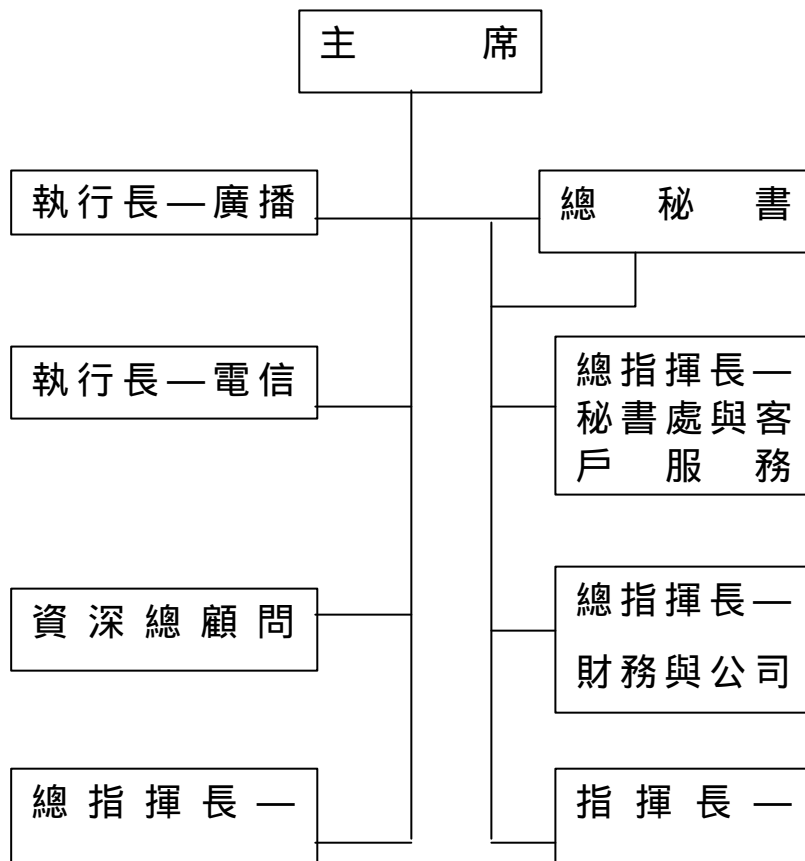 主席
執行長—廣播
總秘書
執行長—電信
總指揮長—
秘書處與客
戶服務
資深總顧問
總指揮長—
財務與公司
總指揮長—
指揮長—